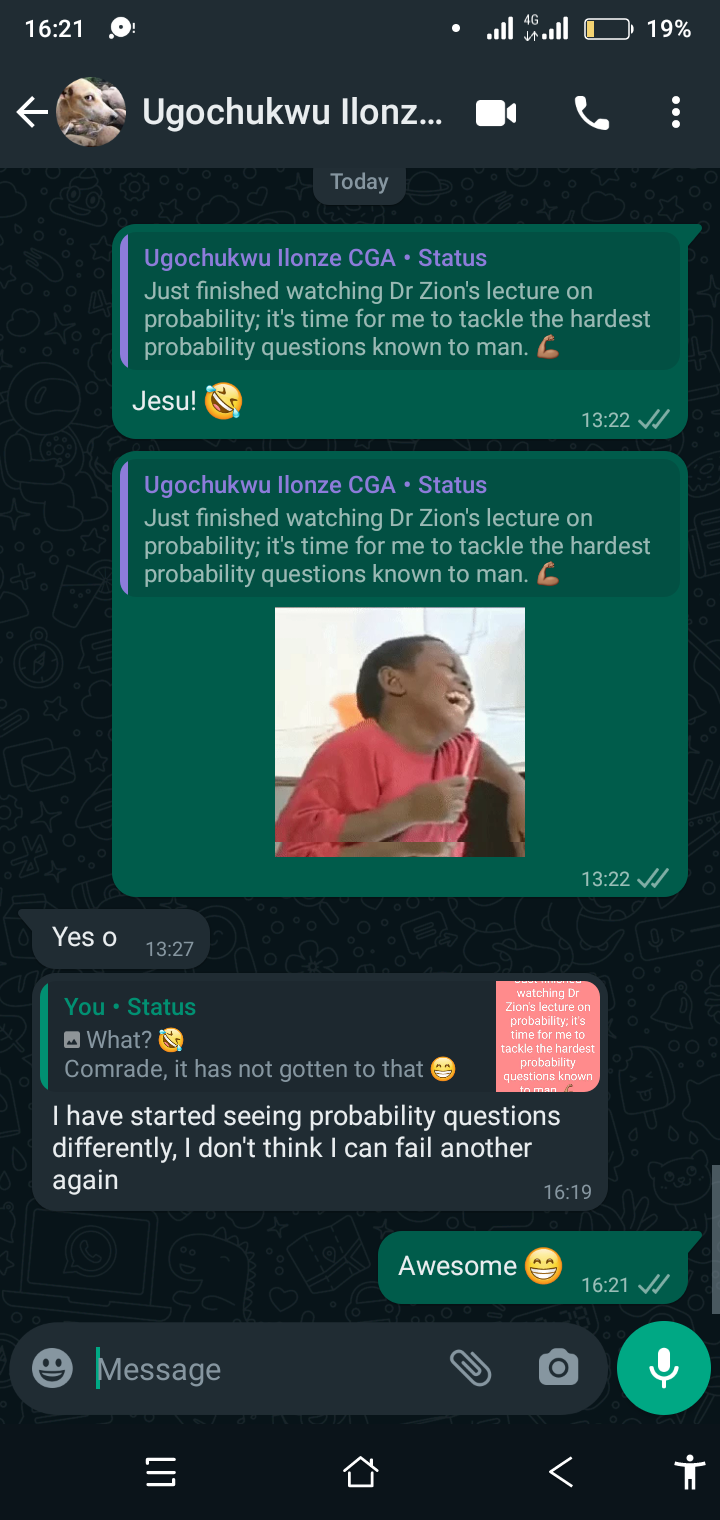 16:21
4G
19%
Ugochukwu Ilonz...
Today
Ugochukwu Ilonze CGA • Status
Just finished watching Dr Zion's lecture on
probability; it's time for me to tackle the hardest
probability questions known to man. 💪🏽
Jesu! 🤣
13:22
Ugochukwu Ilonze CGA • Status
Just finished watching Dr Zion's lecture on
probability; it's time for me to tackle the hardest
probability questions known to man. 💪🏽
13:22
Yes o
13:27
You • Status
What? 🤣
Comrade, it has not gotten to that 😁
Just finished
watching Dr
Zion's lecture on
probability; it's
time for me to
tackle the hardest
probability
questions known
to man. 💪🏽
I have started seeing probability questions
differently, I don't think I can fail another
again
16:19
Awesome 😁
16:21
Message